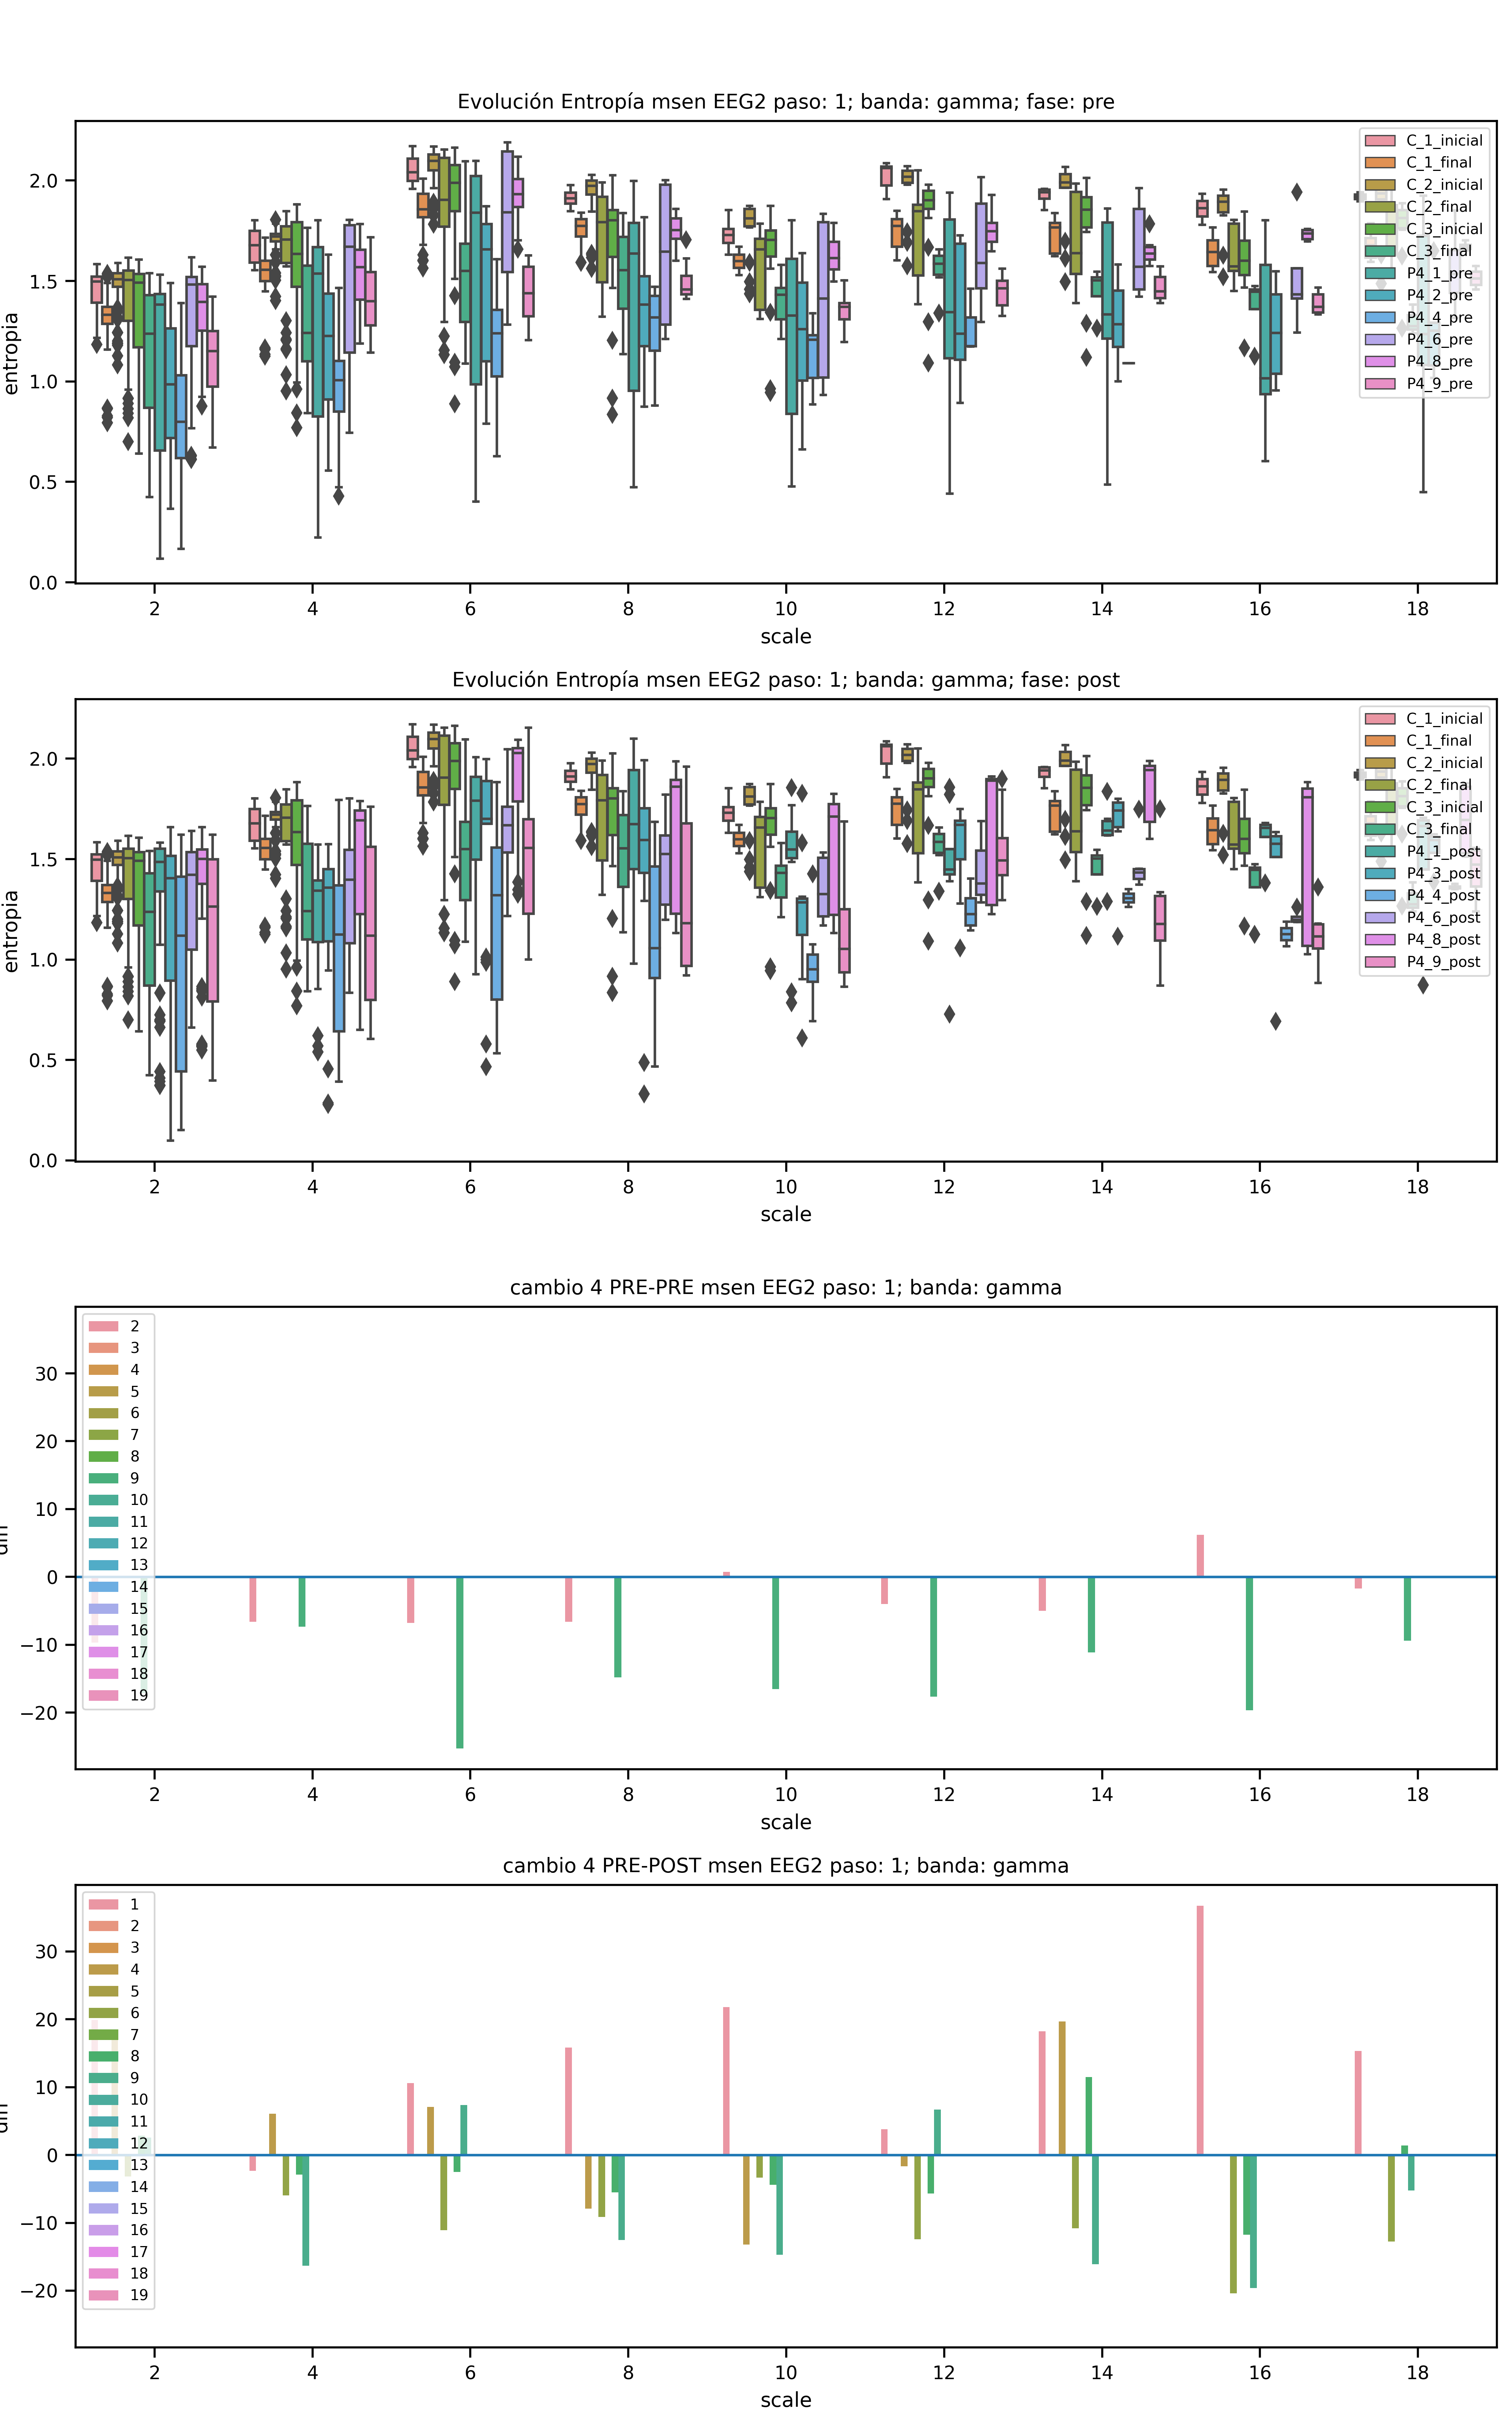 Evolución Entropía msen EEG2 paso: 1; banda: gamma; fase: pre
entropia
2.0
1.5
1.0
0.5
0.0
C_1_inicial
C_1_final
C_2_inicial
C_2_final
C_3_inicial
C_3_final
P4_1_pre
P4_2_pre
P4_4_pre
P4_6_pre
P4_8_pre
P4_9_pre
2 4 6 8 10 12 14 16 18
scale
Evolución Entropía msen EEG2 paso: 1; banda: gamma; fase: post
entropia
2.0
1.5
1.0
0.5
0.0
C_1_inicial
C_1_final
C_2_inicial
C_2_final
C_3_inicial
C_3_final
P4_1_post
P4_3_post
P4_4_post
P4_6_post
P4_8_post
P4_9_post
2 4 6 8 10 12 14 16 18
scale
cambio 4 PRE-PRE msen EEG2 paso: 1; banda: gamma
30
20
10
0
−10
−20
2
3
4
5
6
7
8
9
10
11
12
13
14
15
16
17
18
19
2 4 6 8 10 12 14 16 18
scale
cambio 4 PRE-POST msen EEG2 paso: 1; banda: gamma
30
20
10
0
−10
−20
1
2
3
4
5
6
7
8
9
10
11
12
13
14
15
16
17
18
19
2 4 6 8 10 12 14 16 18
scale